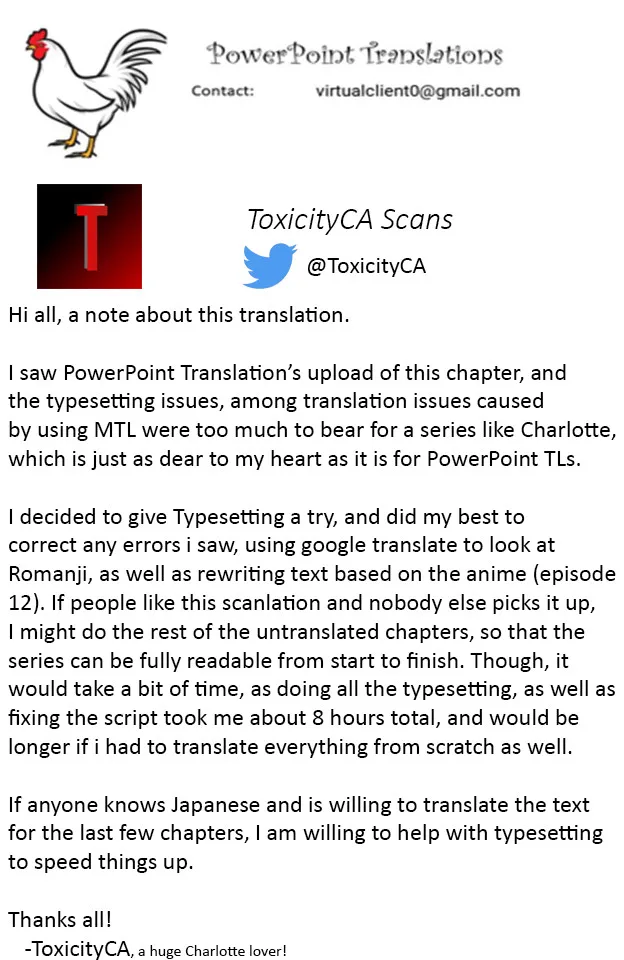 PowerPoint Translations
Contact: virtualclient0@gmail.com
T
ToxicityCA Scans
@ToxicityCA
Hi all, a note about this translation.
I saw PowerPoint Translation’s upload of this chapter, and
the typesetting issues, among translation issues caused
by using MTL were too much to bear for a series like Charlotte,
which is just as dear to my heart as it is for PowerPoint TLs.
I decided to give Typesetting a try, and did my best to
correct any errors i saw, using google translate to look at
Romanji, as well as rewriting text based on the anime (episode
12). If people like this scanlation and nobody else picks it up,
I might do the rest of the untranslated chapters, so that the
series can be fully readable from start to finish. Though, it
would take a bit of time, as doing all the typesetting, as well as
fixing the script took me about 8 hours total, and would be
longer if i had to translate everything from scratch as well.
If anyone knows Japanese and is willing to translate the text
for the last few chapters, I am willing to help with typesetting
to speed things up.
Thanks all!
-ToxicityCA, a huge Charlotte lover!